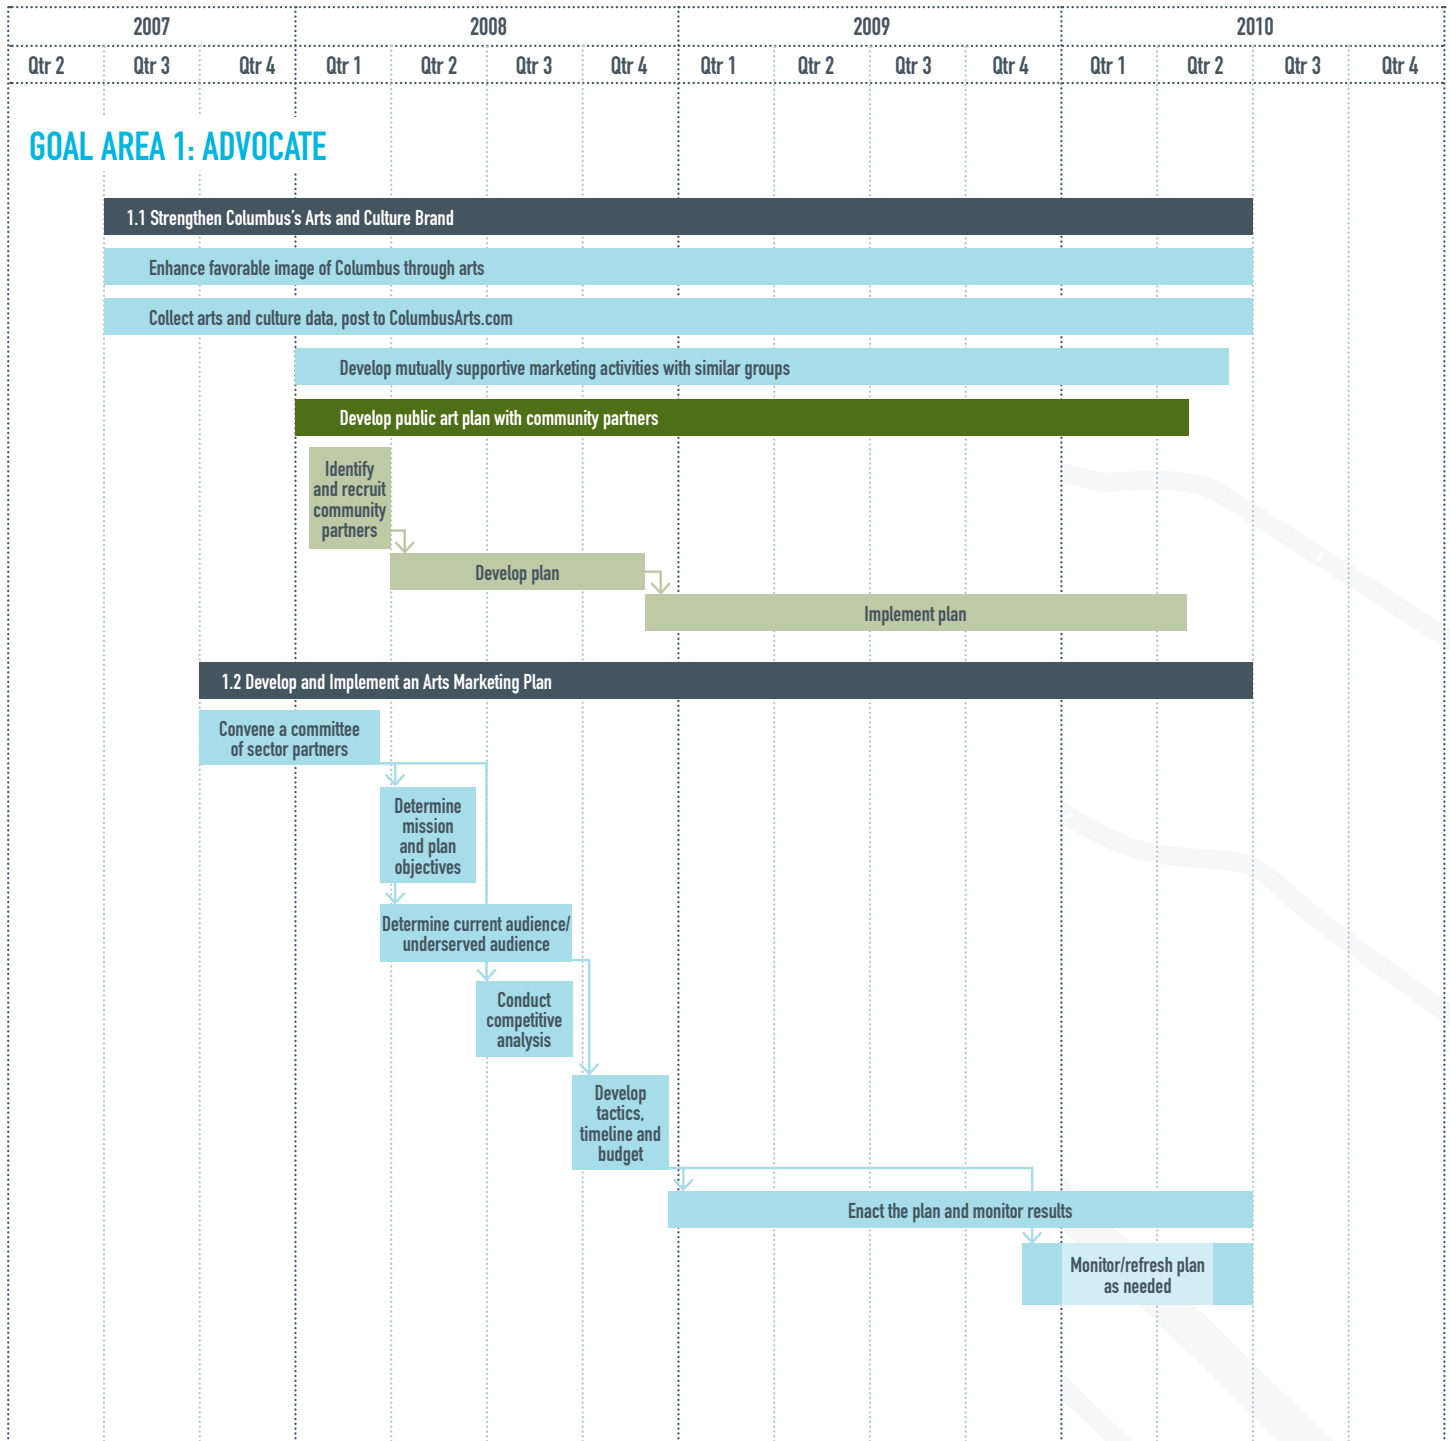 2007 2008 2009 2010
Qtr 2 Qtr 3 Qtr 4 Qtr 1 Qtr 2 Qtr 3 Qtr 4 Qtr 1 Qtr 2 Qtr 3 Qtr 4 Qtr 1 Qtr 2 Qtr 3 Qtr 4
GOAL AREA 1: ADVOCATE
1.1 Strengthen Columbus's Arts and Culture Brand
Enhance favorable image of Columbus through arts
Collect arts and culture data, post to ColumbusArts.com
Develop mutually supportive marketing activities with similar groups
Develop public art plan with community partners
Identify
and recruit
community
partners
Develop plan
Implement plan
1.2 Develop and Implement an Arts Marketing Plan
Convene a committee
of sector partners
Determine
mission
and plan
objectives
Determine current audience/
underserved audience
Conduct
competitive
analysis
Develop
tactics,
timeline and
budget
Enact the plan and monitor results
Monitor/refresh plan
as needed